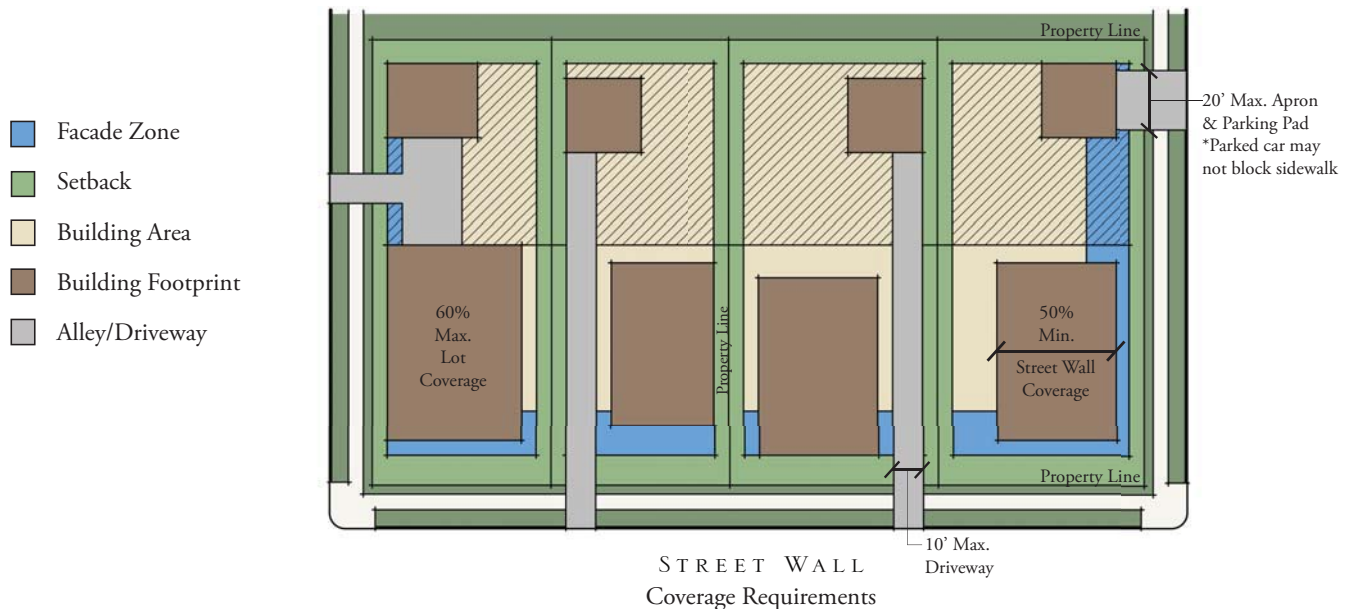 Property Line
Facade Zone
Setback
Building Area
Building Footprint
Alley/Driveway
20’ Max. Apron
& Parking Pad
*Parked car may
not block sidewalk
60%
Max.
Lot
Coverage
Property Line
50%
Min.
Street Wall
Coverage
Property Line
10’ Max.
Driveway
STREET WALL
Coverage Requirements